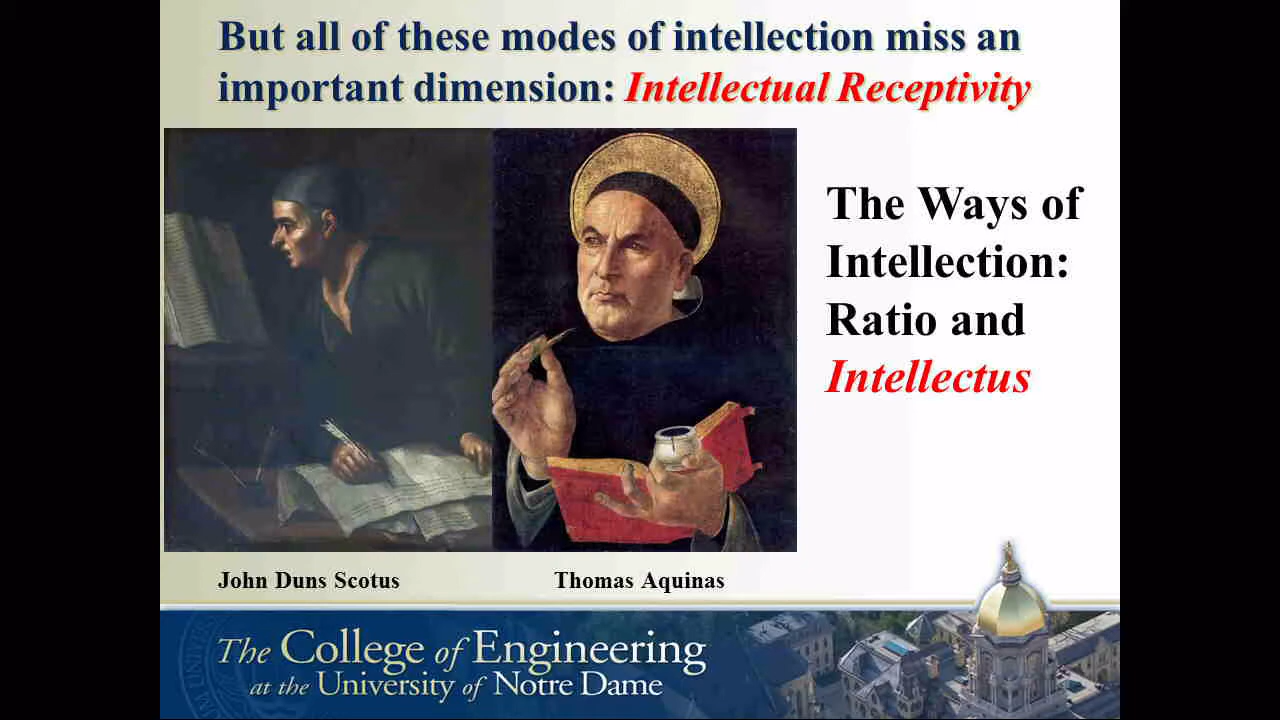 But all of these modes of intellection miss an
important dimension: Intellectual Receptivity
The Ways of
Intellection:
Ratio and
Intellectus
John Duns Scotus Thomas Aquinas
The College of Engineering
at the University of Notre Dame